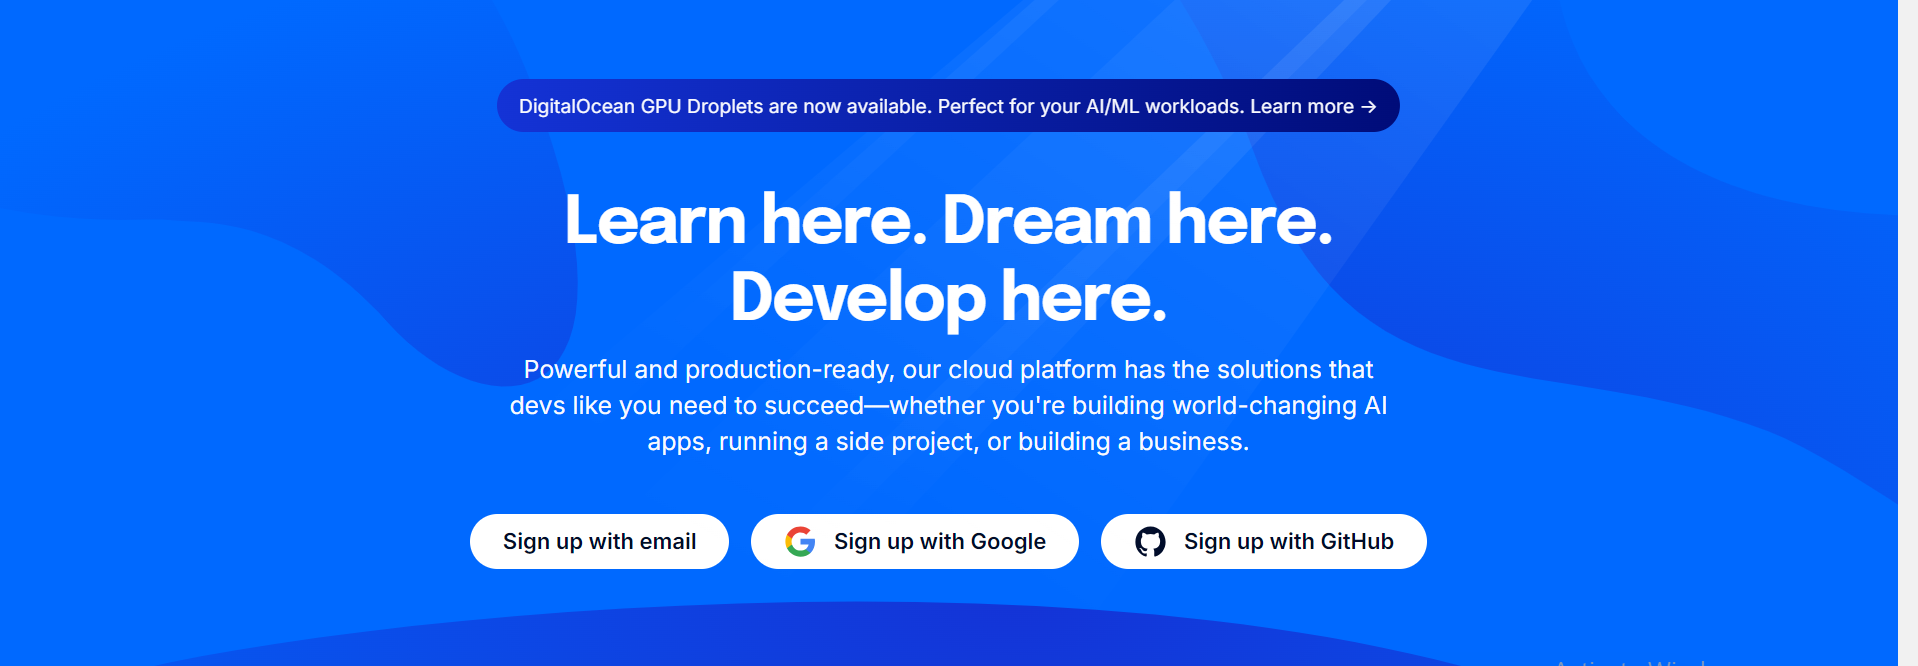 DigitalOcean GPU Droplets are now available. Perfect for your AI/ML workloads. Learn more →
Learn here. Dream here.
Develop here.
Powerful and production-ready, our cloud platform has the solutions that
devs like you need to succeed—whether you're building world-changing AI
apps, running a side project, or building a business.
Sign up with email
Sign up with Google
Sign up with GitHub